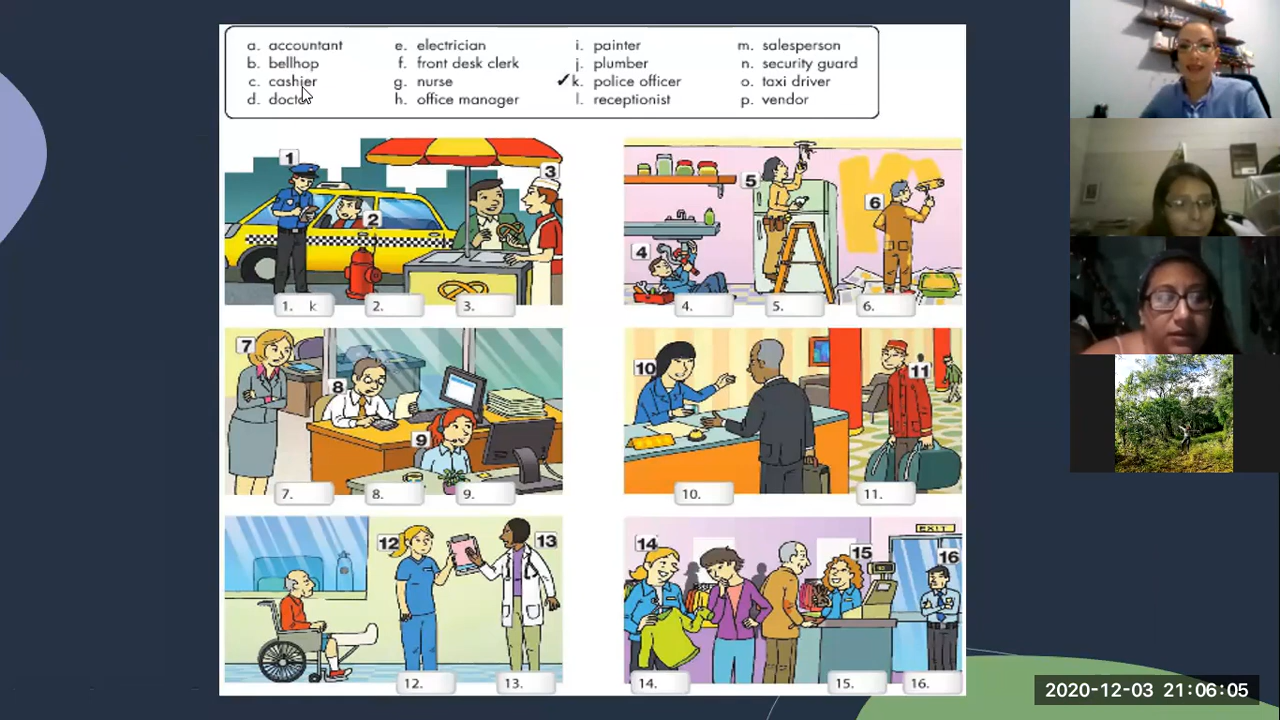 a. accountant e. electrician i. painter m. salesperson
b. bellhop f. front desk clerk j. plumber n. security guard
c. cashier g. nurse ✓k. police officer o. taxi driver
d. doctor h. office manager l. receptionist p. vendor
1
2
3
1. k 2. 3.
4
5
6
4. 5. 6.
7
8
9
7. 8. 9.
10
11
10. 11.
12
13
12. 13.
EXIT
14
15
16
14. 15. 16.
2020-12-03 21:06:05